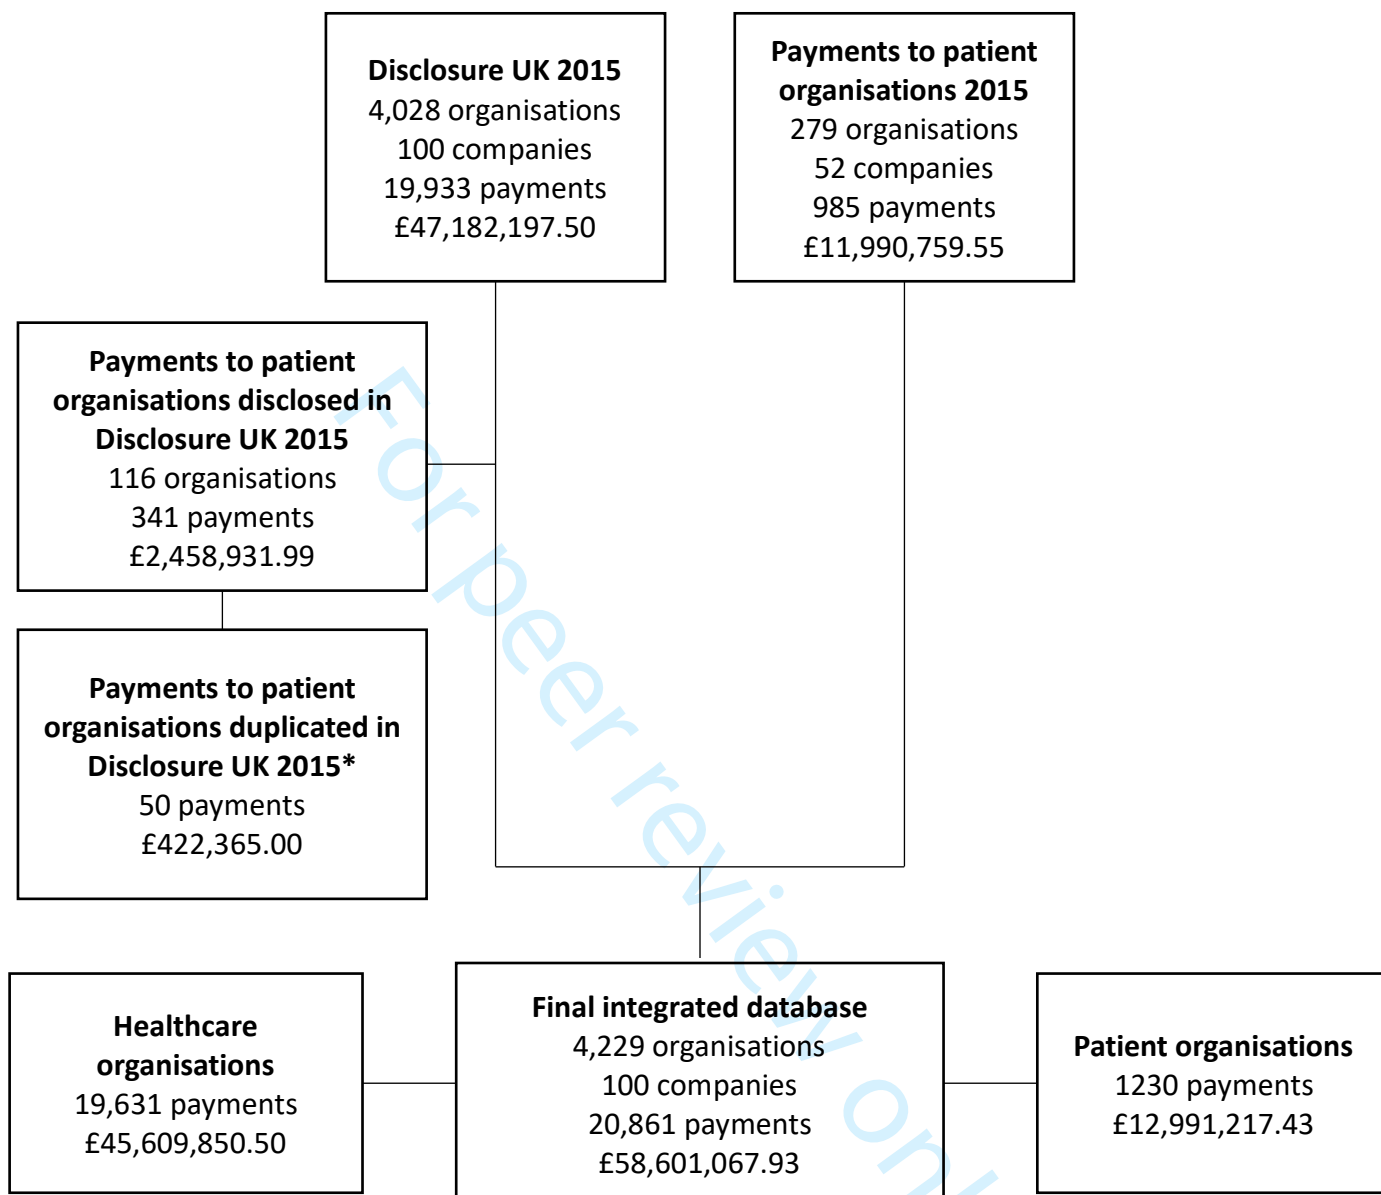 Disclosure UK 2015
4,028 organisations
100 companies
19,933 payments
£47,182,197.50
Payments to patient
organisations 2015
279 organisations
52 companies
985 payments
£11,990,759.55
Payments to patient
organisations disclosed in
Disclosure UK 2015
116 organisations
341 payments
£2,458,931.99
Payments to patient
organisations duplicated in
Disclosure UK 2015*
50 payments
£422,365.00
Healthcare
organisations
19,631 payments
£45,609,850.50
Final integrated database
4,229 organisations
100 companies
20,861 payments
£58,601,067.93
Patient organisations
1230 payments
£12,991,217.43
For peer review onl